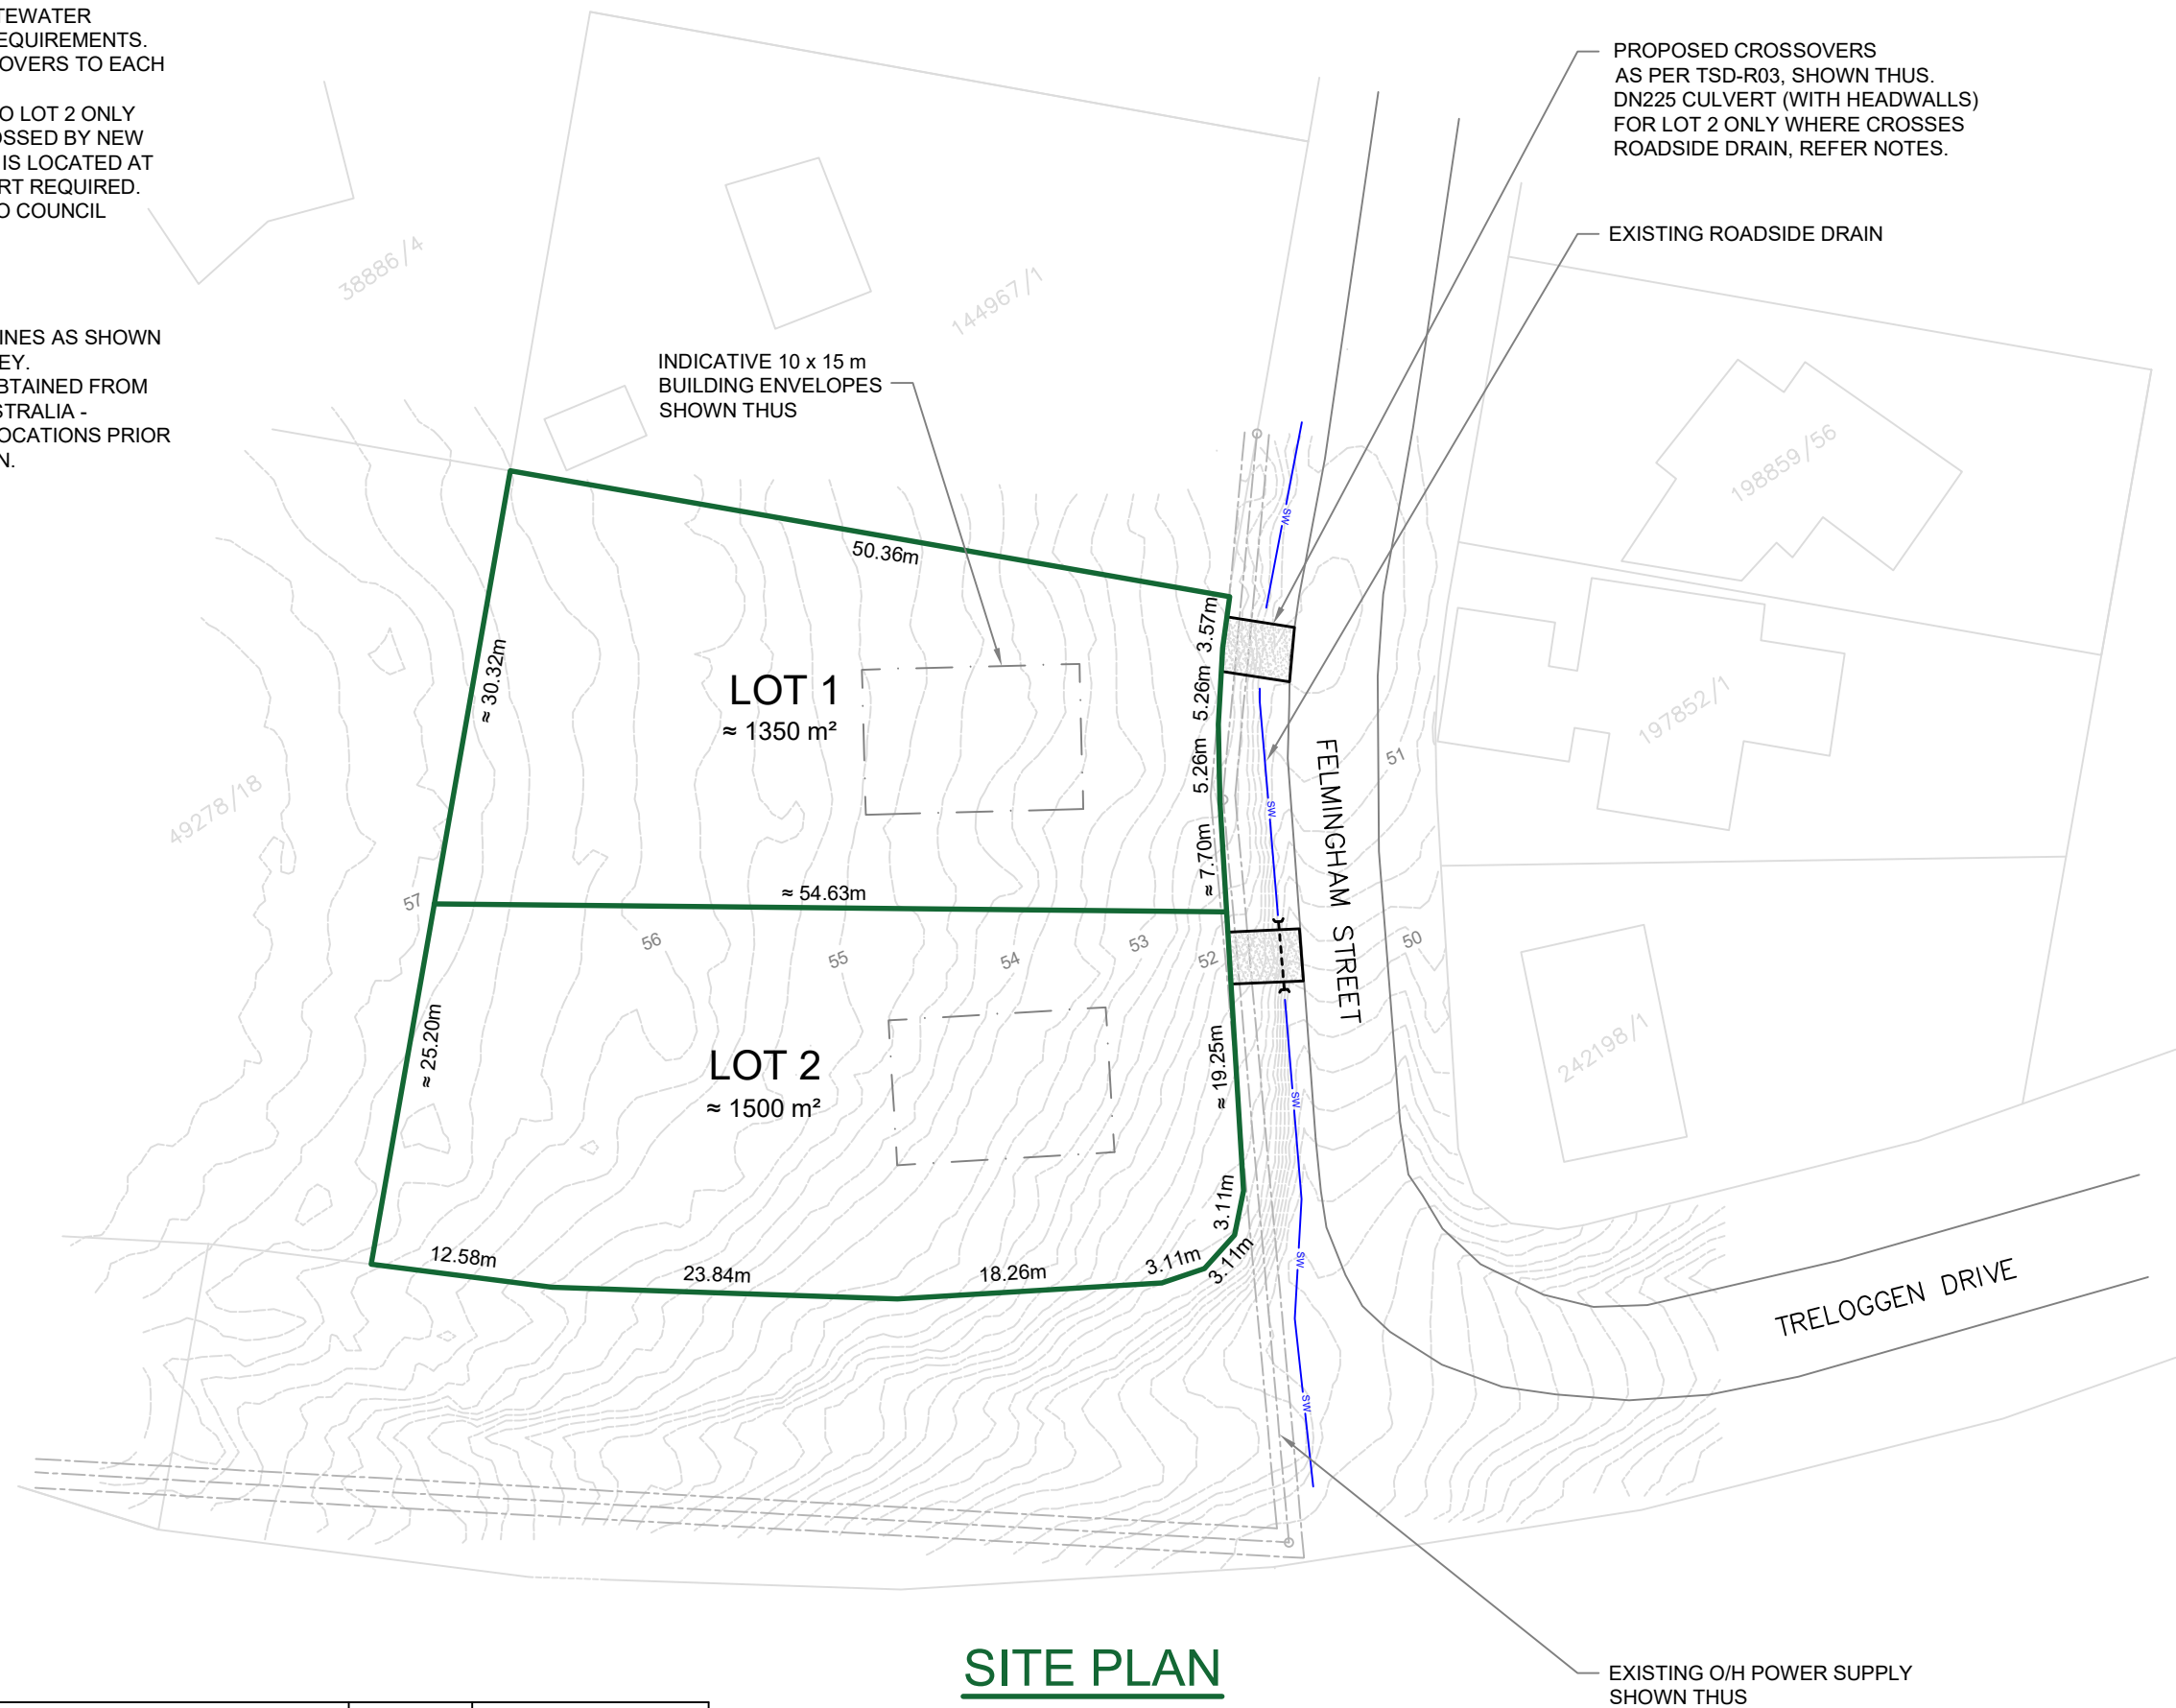 TEWATER
EQUIREMENTS.
OVERS TO EACH
O LOT 2 ONLY
OSSED BY NEW
IS LOCATED AT
RT REQUIRED.
O COUNCIL
INES AS SHOWN
EY.
BTAINED FROM
STRALIA -
OCATIONS PRIOR
N.
PROPOSED CROSSOVERS
AS PER TSD-R03, SHOWN THUS.
DN225 CULVERT (WITH HEADWALLS)
FOR LOT 2 ONLY WHERE CROSSES
ROADSIDE DRAIN, REFER NOTES.
EXISTING ROADSIDE DRAIN
38886/4
144967/1
INDICATIVE 10 x 15 m
BUILDING ENVELOPES
SHOWN THUS
198859/56
197852/1
242198/1
49278/18
50.36m
≈ 30.32m
LOT 1
≈ 1350 m²
3.57m
5.26m
5.26m
≈ 7.70m
≈ 54.63m
SW
SW
SW
SW
SW
FELMINGHAM STREET
57
56
55
54
53
52
51
50
≈ 25.20m
LOT 2
≈ 1500 m²
≈ 19.25m
3.11m
3.11m
3.11m
12.58m
23.84m
18.26m
TRELOGGEN DRIVE
SITE PLAN
EXISTING O/H POWER SUPPLY
SHOWN THUS